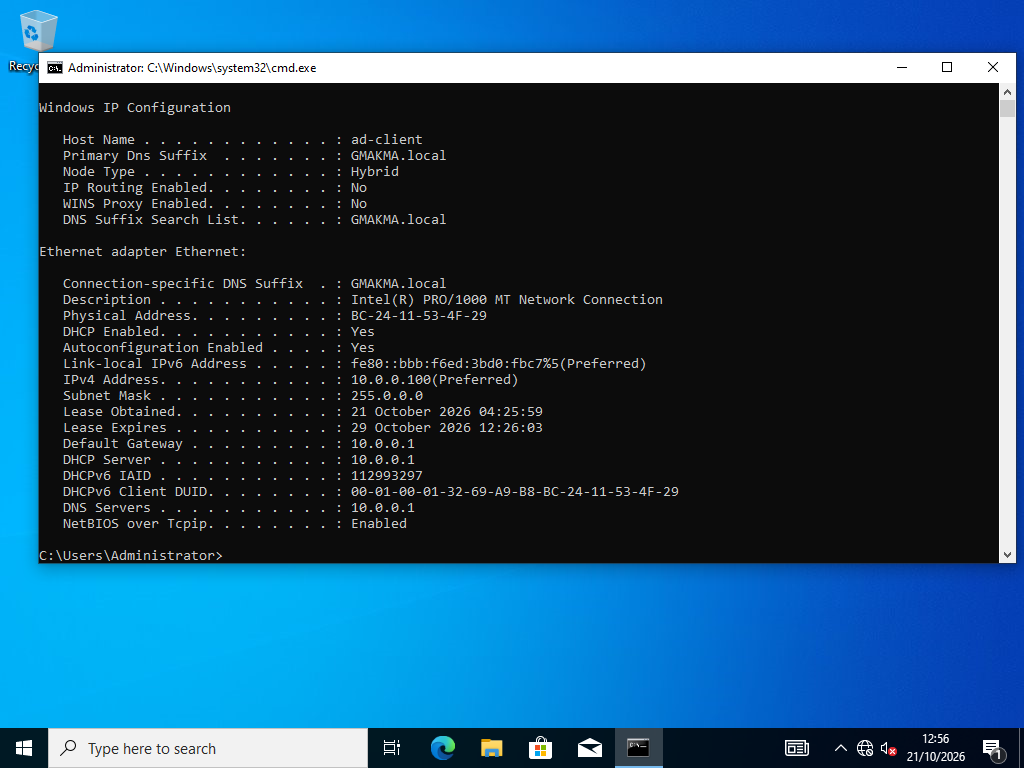 Recyc
Administrator: C:\Windows\system32\cmd.exe
Windows IP Configuration
Host Name . . . . . . . . . . . . : ad-client
Primary Dns Suffix  . . . . . . . : GMAKMA.local
Node Type . . . . . . . . . . . . : Hybrid
IP Routing Enabled. . . . . . . . : No
WINS Proxy Enabled. . . . . . . . : No
DNS Suffix Search List. . . . . . : GMAKMA.local
Ethernet adapter Ethernet:
Connection-specific DNS Suffix  . : GMAKMA.local
Description . . . . . . . . . . . : Intel(R) PRO/1000 MT Network Connection
Physical Address. . . . . . . . . : BC-24-11-53-4F-29
DHCP Enabled. . . . . . . . . . . : Yes
Autoconfiguration Enabled . . . . : Yes
Link-local IPv6 Address . . . . . : fe80::bbb:f6ed:3bd0:fbc7%5(Preferred)
IPv4 Address. . . . . . . . . . . : 10.0.0.100(Preferred)
Subnet Mask . . . . . . . . . . . : 255.0.0.0
Lease Obtained. . . . . . . . . . : 21 October 2026 04:25:59
Lease Expires . . . . . . . . . . : 29 October 2026 12:26:03
Default Gateway . . . . . . . . . : 10.0.0.1
DHCP Server . . . . . . . . . . . : 10.0.0.1
DHCPv6 IAID . . . . . . . . . . . : 112993297
DHCPv6 Client DUID. . . . . . . . : 00-01-00-01-32-69-A9-B8-BC-24-11-53-4F-29
DNS Servers . . . . . . . . . . . : 10.0.0.1
NetBIOS over Tcpip. . . . . . . . : Enabled
C:\Users\Administrator>
Type here to search
12:56
21/10/2026
1